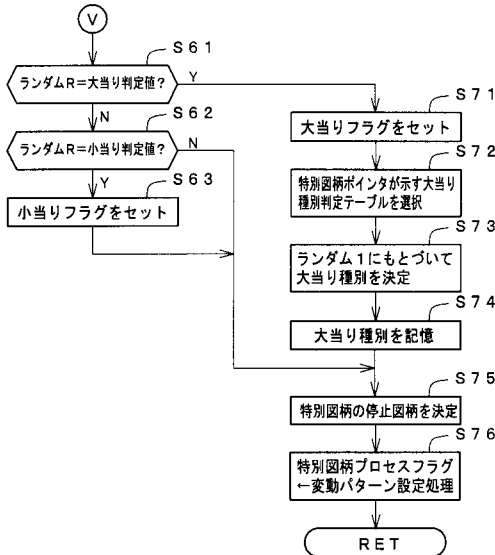 V
S61
ランダムR=大当り判定値?
Y
N
S62
ランダムR=小当り判定値?
N
Y
S63
小当りフラグをセット
S71
大当りフラグをセット
S72
特別図柄ポインタが示す大当り
種別判定テーブルを選択
S73
ランダム1にもとづいて
大当り種別を決定
S74
大当り種別を記憶
S75
特別図柄の停止図柄を決定
S76
特別図柄プロセスフラグ
←変動パターン設定処理
RET